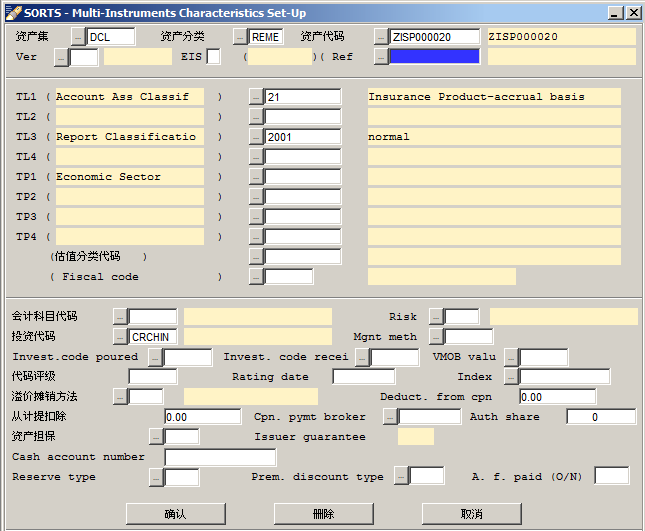 SORTS - Multi-Instruments Characteristics Set-Up
资产集 ... DCL 资产分类 ... REME 资产代码 ... ZISP000020 ZISP000020
Ver ... EIS ( )( Ref ...
TL1 ( Account Ass Classif ) ... 21 Insurance Product-accrual basis
TL2 ( ) ...
TL3 ( Report Classificatio ) ... 2001 normal
TL4 ( ) ...
TP1 ( Economic Sector ) ...
TP2 ( ) ...
TP3 ( ) ...
TP4 ( ) ...
(估值分类代码 ) ...
( Fiscal code ) ...
会计科目代码 ... Risk ...
投资代码 ... CRCHIN Mgnt meth ...
Invest.code poured ... Invest. code recei ... VMOB valu ...
代码评级 Rating date Index ...
溢价摊销方法 ... Deduct. from cpn 0.00
从计提扣除 0.00 Cpn. pymt broker ... Auth share 0
资产担保 ... Issuer guarantee
Cash account number
Reserve type ... Prem. discount type ... A. f. paid (O/N)
确认 删除 取消